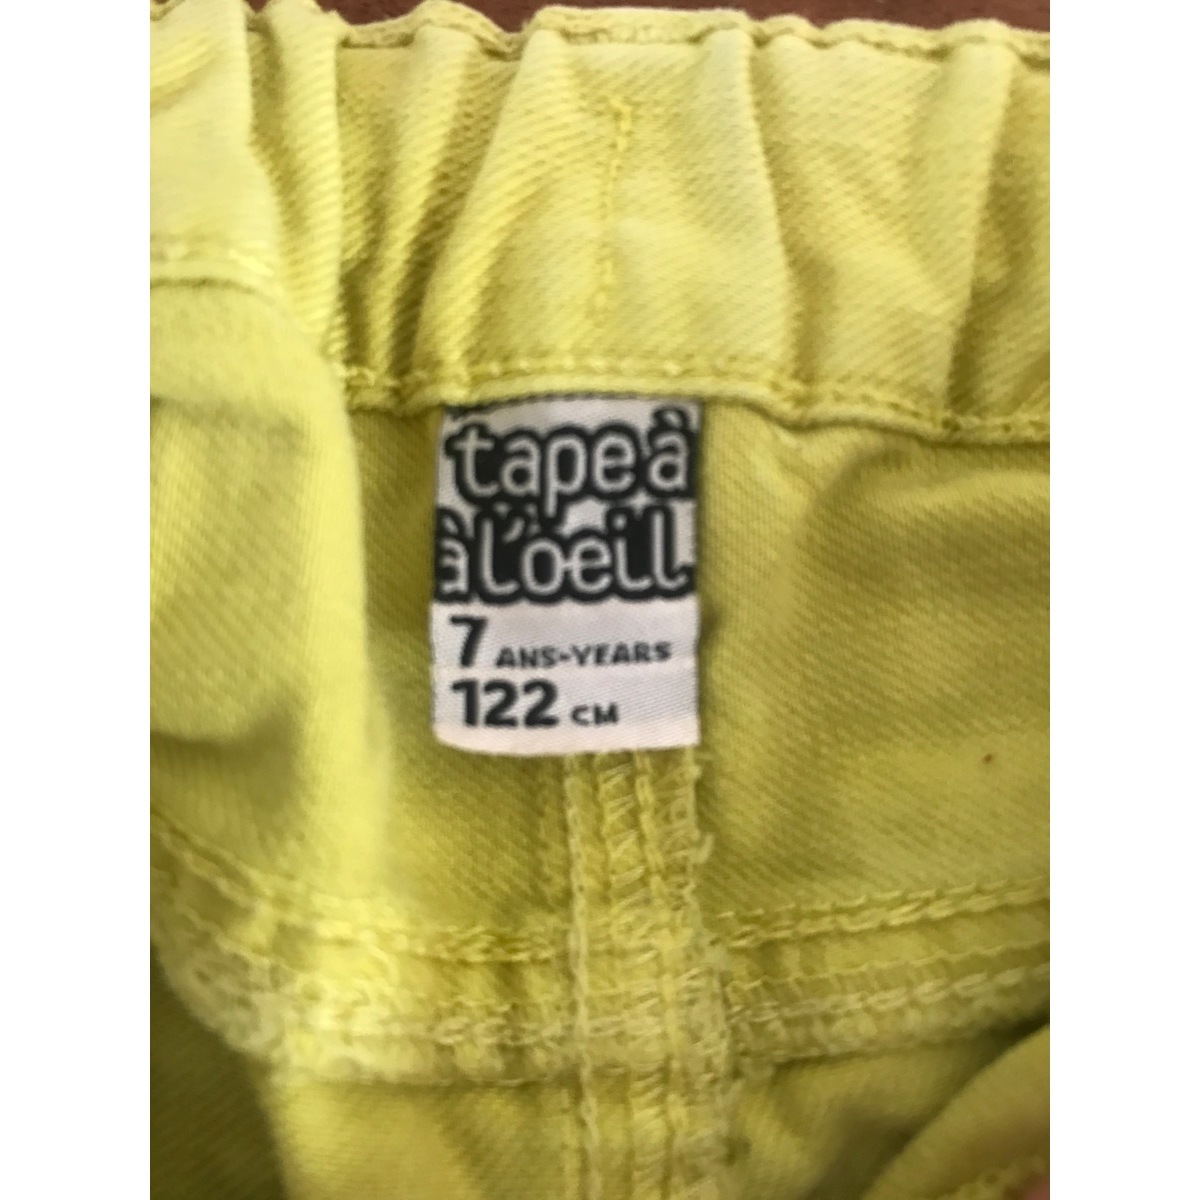 tape à
à l'oeil
7 ANS-YEARS
122 CM